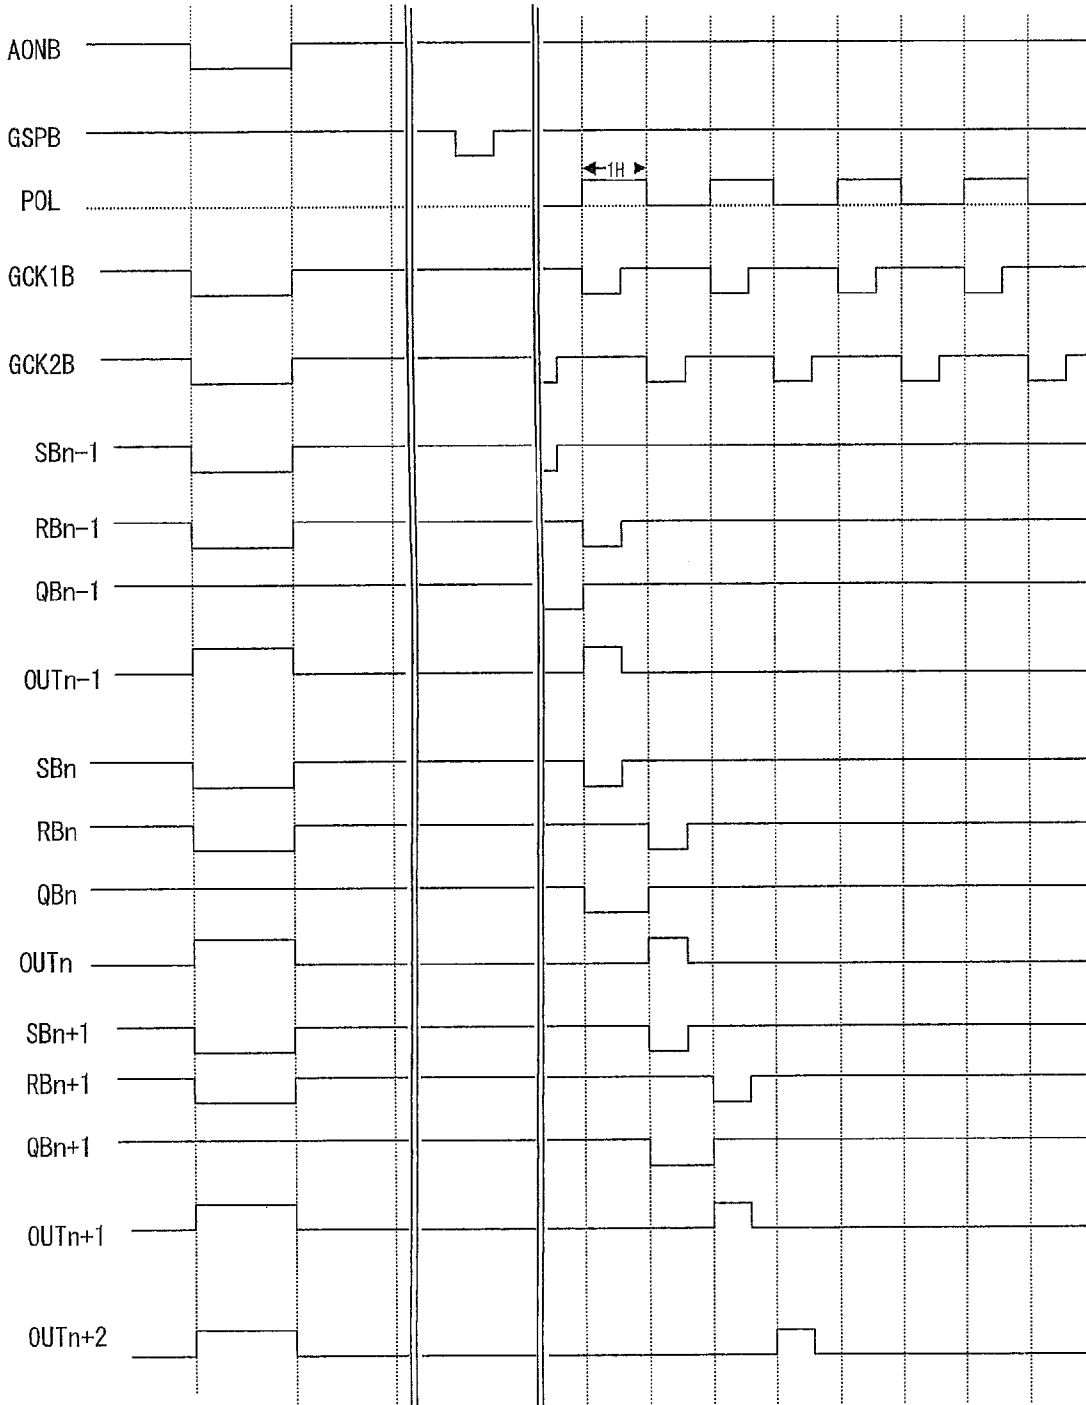 AONB
GSPB
1H
POL
GCK1B
GCK2B
SBn-1
RBn-1
QBn-1
OUTn-1
SBn
RBn
QBn
OUTn
SBn+1
RBn+1
QBn+1
OUTn+1
OUTn+2